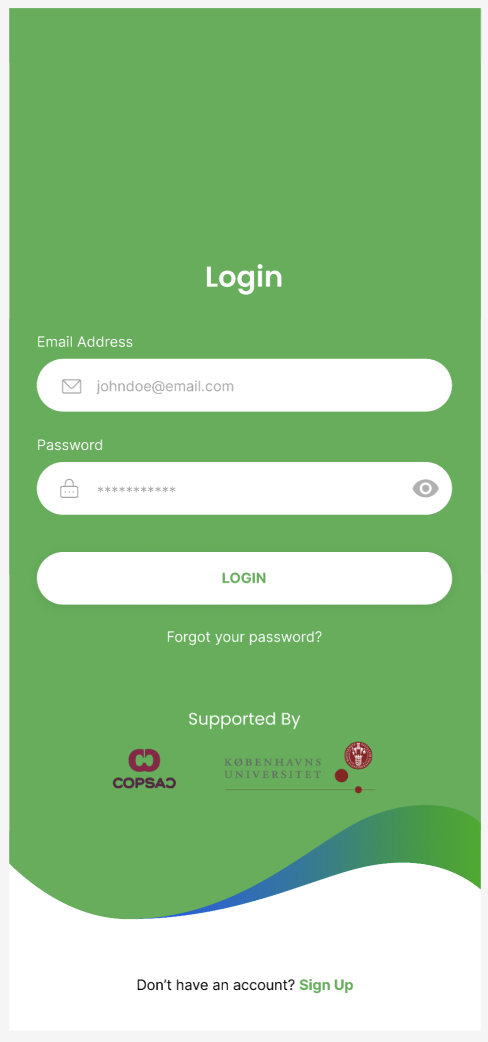 Login
Email Address
johndoe@email.com
Password
***********
LOGIN
Forgot your password?
Supported By
COPSAC
KØBENHAVNS
UNIVERSITET
Don’t have an account? Sign Up